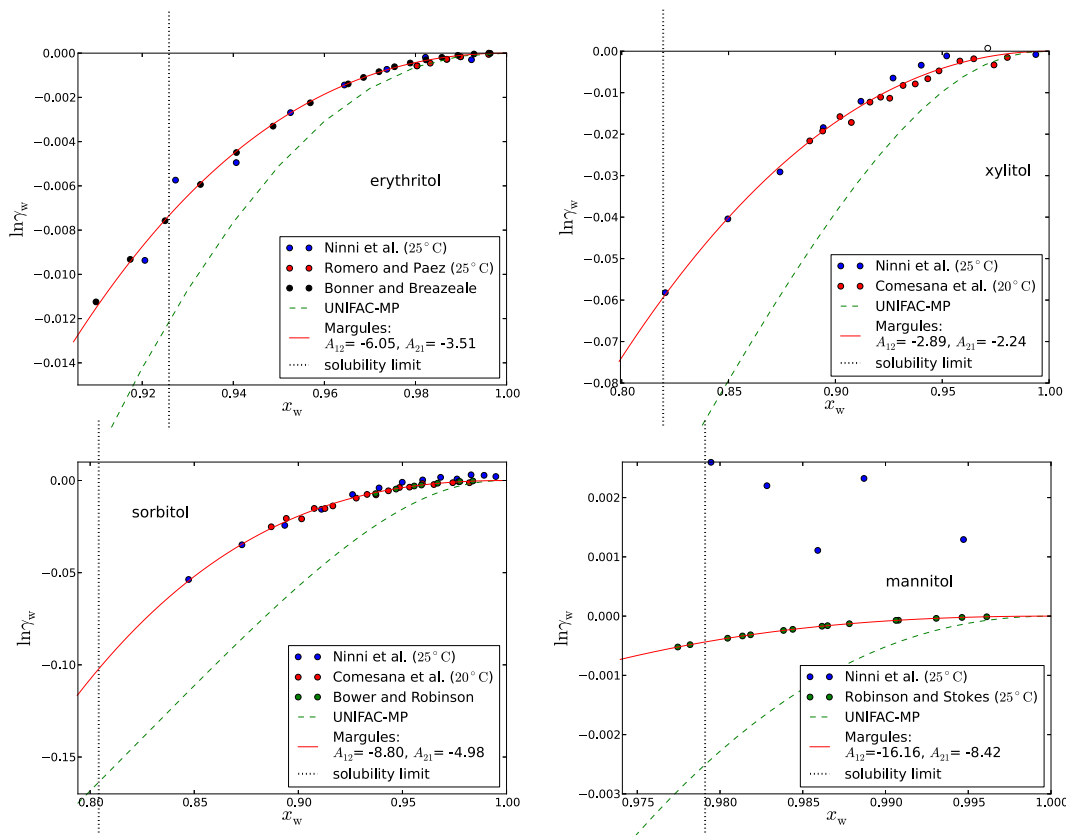 0.000
−0.002
−0.004
−0.006
−0.008
−0.010
−0.012
−0.014
lnγw
erythritol
Ninni et al. (25°C)
Romero and Paez (25°C)
Bonner and Breazeale
UNIFAC-MP
Margules:
A12= -6.05, A21= -3.51
solubility limit
0.92 0.94 0.96 0.98 1.00
xw
0.00
−0.01
−0.02
−0.03
−0.04
−0.05
−0.06
−0.07
−0.08
lnγw
xylitol
Ninni et al. (25°C)
Comesana et al. (20°C)
UNIFAC-MP
Margules:
A12= -2.89, A21= -2.24
solubility limit
0.80 0.85 0.90 0.95 1.00
xw
0.00
−0.05
−0.10
−0.15
lnγw
sorbitol
Ninni et al. (25°C)
Comesana et al. (20°C)
Bower and Robinson
UNIFAC-MP
Margules:
A12= -8.80, A21= -4.98
solubility limit
0.80 0.85 0.90 0.95 1.00
xw
0.002
0.001
0.000
−0.001
−0.002
−0.003
lnγw
mannitol
Ninni et al. (25°C)
Robinson and Stokes (25°C)
UNIFAC-MP
Margules:
A12= -16.16, A21= -8.42
solubility limit
0.975 0.980 0.985 0.990 0.995 1.000
xw